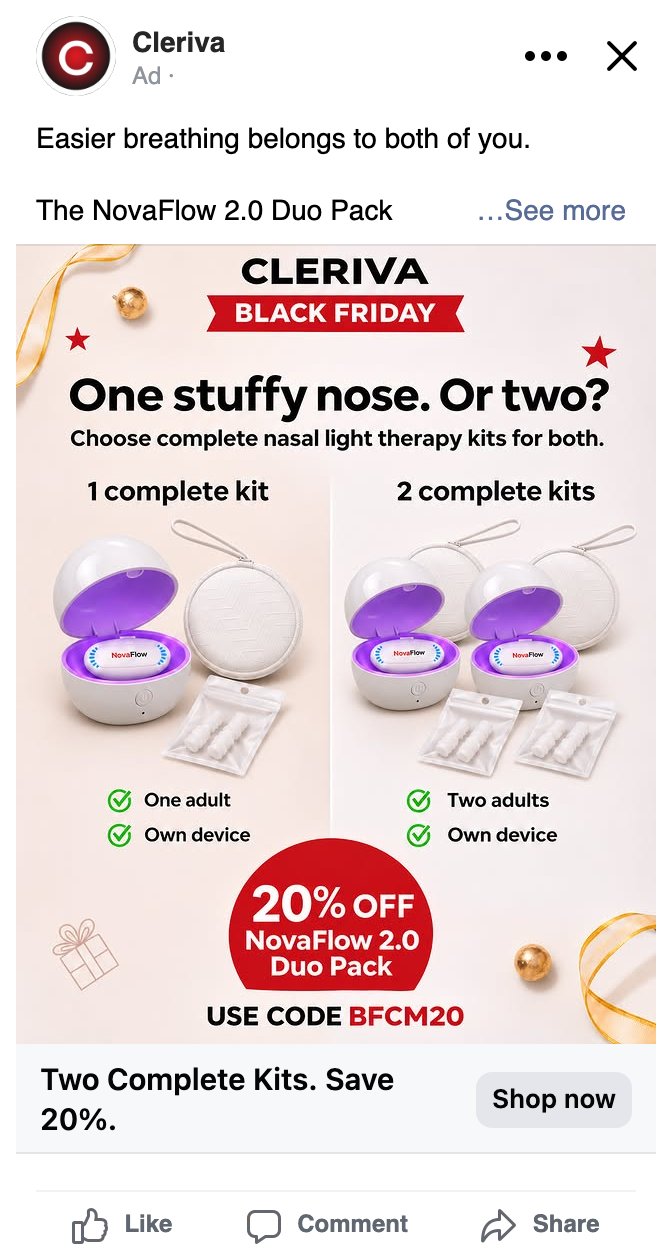 Cleriva
Ad ·
Easier breathing belongs to both of you.
The NovaFlow 2.0 Duo Pack
...See more
CLERIVA
BLACK FRIDAY
One stuffy nose. Or two?
Choose complete nasal light therapy kits for both.
1 complete kit
2 complete kits
NovaFlow
NovaFlow
NovaFlow
One adult
Own device
Two adults
Own device
20% OFF
NovaFlow 2.0
Duo Pack
USE CODE BFCM20
Two Complete Kits. Save
20%.
Shop now
Like
Comment
Share